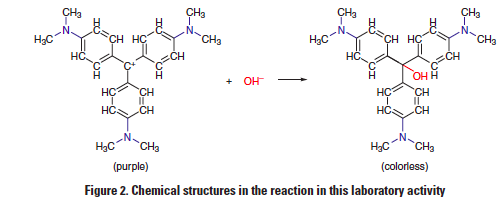 CH₃ CH₃ CH₃ CH₃
N H H N N H H N
H₃C CH HC CH₃ H₃C CH HC CH₃
HC CH HC CH
C⁺
H H H OH H
+ OH⁻
HC CH HC CH
HC CH HC CH
N N
H₃C CH₃ H₃C CH₃
(purple) (colorless)
Figure 2. Chemical structures in the reaction in this laboratory activity